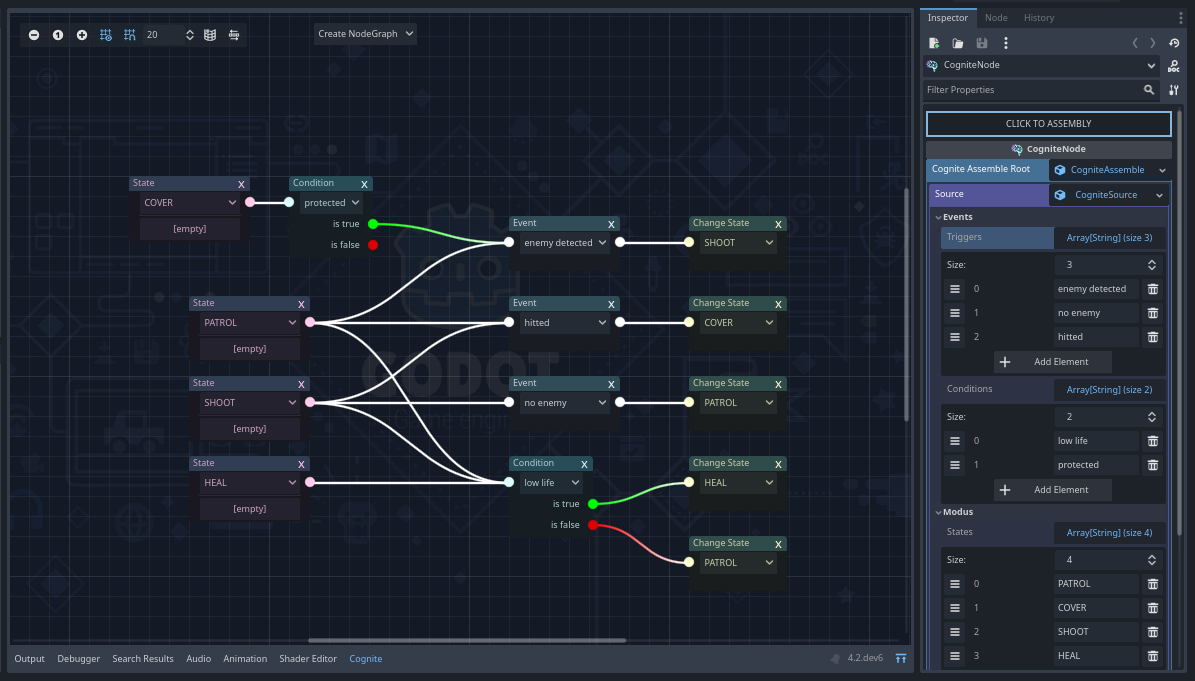 20
Create NodeGraph
State X
COVER
[empty]
Condition X
protected
is true
is false
Event X
enemy detected
Change State X
SHOOT
State X
PATROL
[empty]
Event X
hitted
Change State X
COVER
GODOT
State X
SHOOT
[empty]
Event X
no enemy
Change State X
PATROL
State X
HEAL
[empty]
Condition X
low life
is true
is false
Change State X
HEAL
Change State X
PATROL
Output Debugger Search Results Audio Animation Shader Editor Cognite
4.2.dev6
Inspector Node History
CogniteNode
DOC
Filter Properties
CLICK TO ASSEMBLY
CogniteNode
Cognite Assemble Root CogniteAssemble
Source CogniteSource
Events
Triggers Array[String] (size 3)
Size: 3
0 enemy detected
1 no enemy
2 hitted
Add Element
Conditions Array[String] (size 2)
Size: 2
0 low life
1 protected
Add Element
Modus
States Array[String] (size 4)
Size: 4
0 PATROL
1 COVER
2 SHOOT
3 HEAL